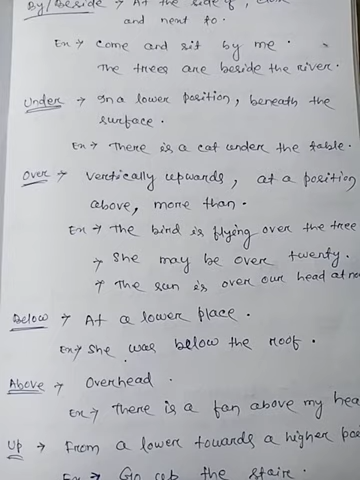 By/Beside → At the side of,
and next to.
Ex → Come and sit by me.
The trees are beside the river.
Under → In a lower position, beneath the
surface.
Ex → There is a cat under the table.
Over → Vertically upwards, at a position
above, more than.
Ex → The bird is flying over the tree
→ She may be over twenty.
→ The sun is over our head at no
Below → At a lower place.
Ex → She was below the roof.
Above → Overhead.
Ex → There is a fan above my hea
Up → From a lower towards a higher
Ex → Go up the stair.